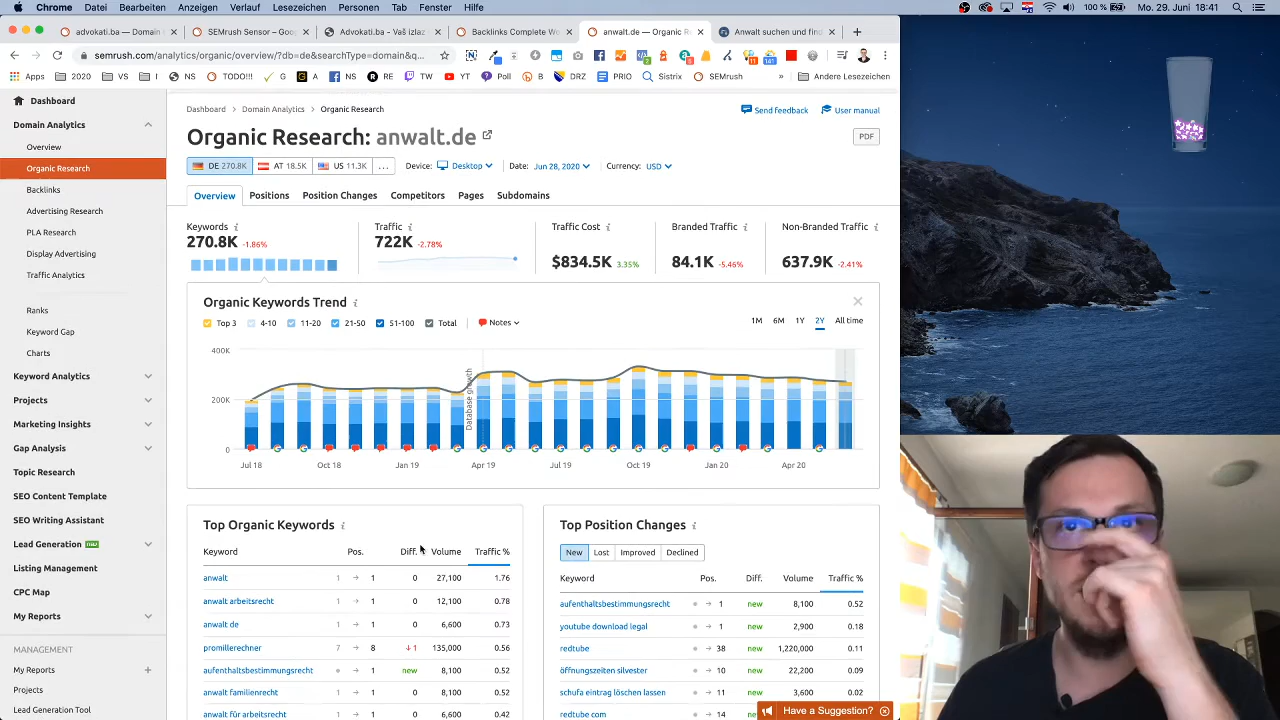 Chrome Datei Bearbeiten Anzeigen Verlauf Lesezeichen Personen Tab Fenster Hilfe 100 % Mo. 29. Juni 18:41
advokati.ba — Domain SEMrush Sensor – Goo Advokati.ba - Vaš izlaz Backlinks Complete Wo anwalt.de — Organic R Anwalt suchen und find
semrush.com/analytics/organic/overview/?db=de&searchType=domain&q...
Apps 2020 VS I NS TODO!!! G A NS RE TW YT Poll B DRZ PRIO Sistrix SEMrush » Andere Lesezeichen
Dashboard
Domain Analytics
Overview
Organic Research
Backlinks
Advertising Research
PLA Research
Display Advertising
Traffic Analytics
Ranks
Keyword Gap
Charts
Keyword Analytics
Projects
Marketing Insights
Gap Analysis
Topic Research
SEO Content Template
SEO Writing Assistant
Lead Generation
Listing Management
CPC Map
My Reports
MANAGEMENT
My Reports +
Projects
Lead Generation Tool
Dashboard Domain Analytics Organic Research
Send feedback User manual
Organic Research: anwalt.de
PDF
DE 270.8K AT 18.5K US 11.3K ... Device: Desktop Date: Jun 28, 2020 Currency: USD
Overview Positions Position Changes Competitors Pages Subdomains
Keywords Traffic Traffic Cost Branded Traffic Non-Branded Traffic
270.8K -1.86% 722K -2.78% $834.5K 3.35% 84.1K -5.46% 637.9K -2.41%
Organic Keywords Trend
Top 3 4-10 11-20 21-50 51-100 Total Notes
1M 6M 1Y 2Y All time
400K
200K
0
Database growth
Jul 18 Oct 18 Jan 19 Apr 19 Jul 19 Oct 19 Jan 20 Apr 20
Top Organic Keywords
Keyword Pos. Diff. Volume Traffic %
anwalt 1 → 1 0 27,100 1.76
anwalt arbeitsrecht 1 → 1 0 12,100 0.78
anwalt de 1 → 1 0 6,600 0.73
promillerechner 7 → 8 ↓ 1 135,000 0.56
aufenthaltsbestimmungsrecht → 1 new 8,100 0.52
anwalt familienrecht 1 → 1 0 8,100 0.52
anwalt für arbeitsrecht 1 → 1 0 6,600 0.42
Top Position Changes
New Lost Improved Declined
Keyword Pos. Diff. Volume Traffic %
aufenthaltsbestimmungsrecht → 1 new 8,100 0.52
youtube download legal → 1 new 2,900 0.18
redtube → 38 new 1,220,000 0.11
öffnungszeiten silvester → 10 new 22,200 0.09
schufa eintrag löschen lassen → 11 new 3,600 0.02
redtube com → 14 new
Have a Suggestion?